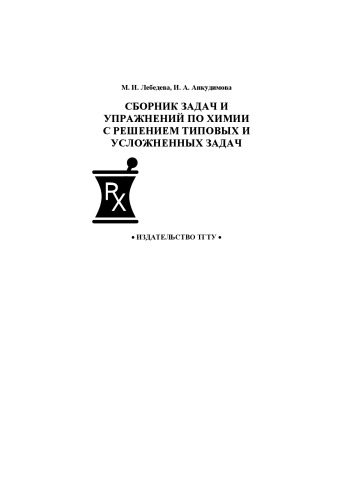 М. И. Лебедева, И. А. Анкудимова
СБОРНИК ЗАДАЧ И
УПРАЖНЕНИЙ ПО ХИМИИ
С РЕШЕНИЕМ ТИПОВЫХ И
УСЛОЖНЕННЫХ ЗАДАЧ
RX
• ИЗДАТЕЛЬСТВО ТГТУ •